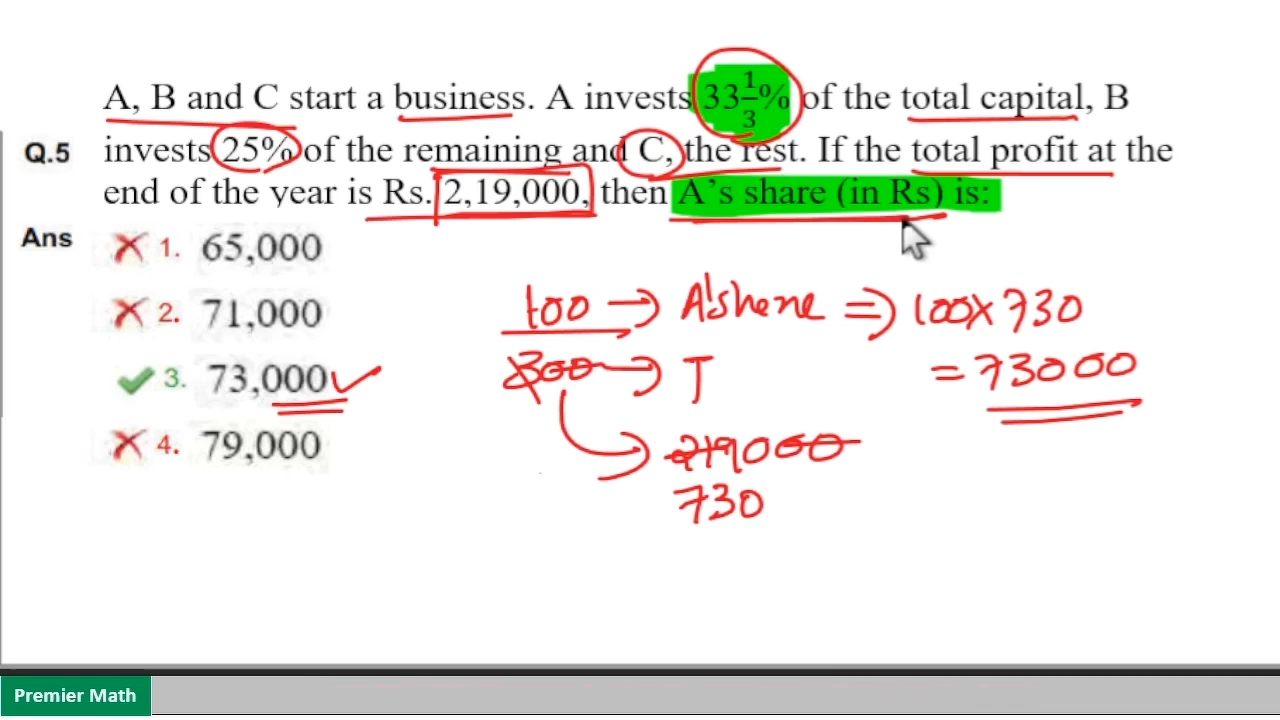 A, B and C start a business. A invests 33 1/3% of the total capital, B
Q.5 invests 25% of the remaining and C, the rest. If the total profit at the
end of the year is Rs. 2,19,000, then A's share (in Rs) is:
Ans
1. 65,000
2. 71,000
3. 73,000
4. 79,000
100 → A'share ⇒ 100×730
300 → T = 73000
219000
730
Premier Math